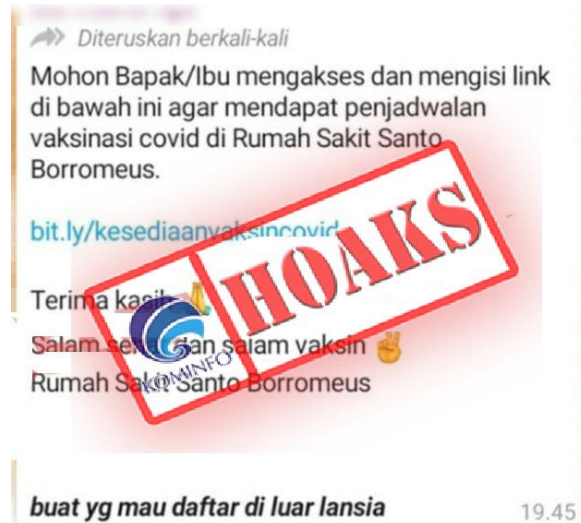 Diteruskan berkali-kali
Mohon Bapak/Ibu mengakses dan mengisi link
di bawah ini agar mendapat penjadwalan
vaksinasi covid di Rumah Sakit Santo
Borromeus.
bit.ly/kesediaanvaksincovid
Terima kasih
Salam sehat dan salam vaksin
Rumah Sakit Santo Borromeus
HOAKS
KOMINFO
buat yg mau daftar di luar lansia
19.45